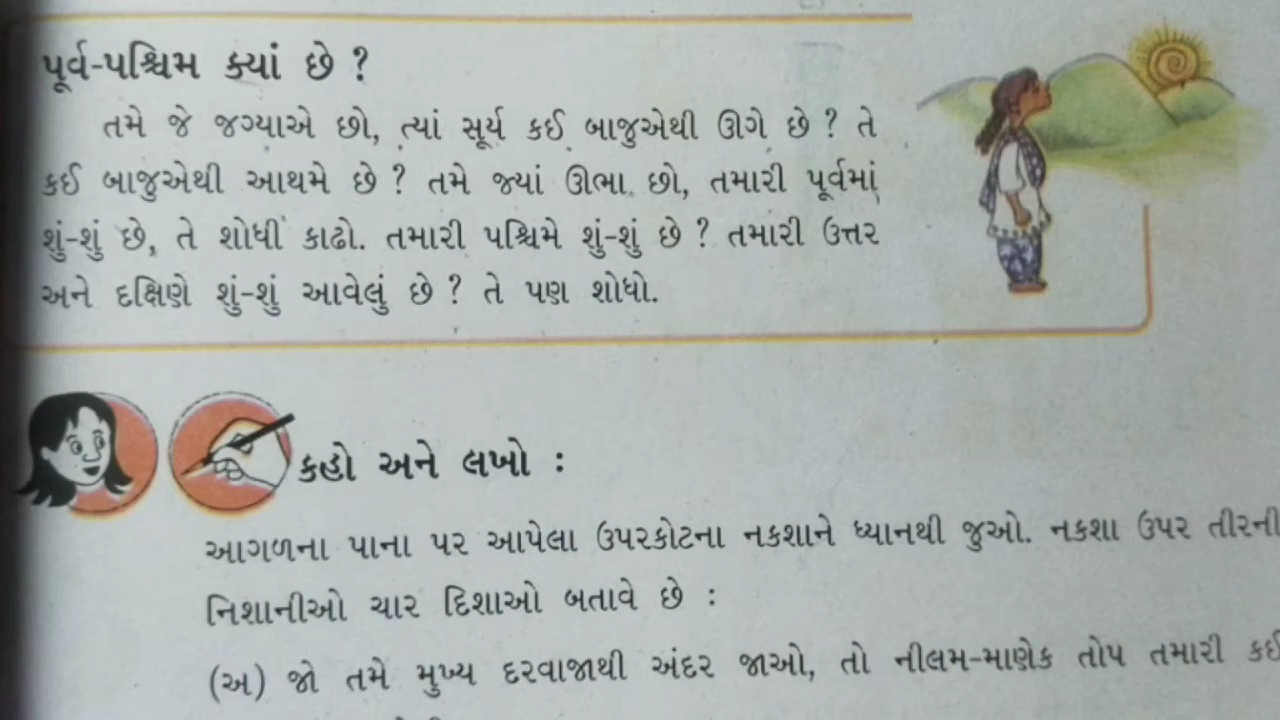 પૂર્વ-પશ્ચિમ ક્યાં છે ?
તમે જે જગ્યાએ છો, ત્યાં સૂર્ય કઈ બાજુએથી ઊગે છે ? તે
કઈ બાજુએથી આથમે છે ? તમે જ્યાં ઊભા છો, તમારી પૂર્વમાં
શું-શું છે, તે શોધી કાઢો. તમારી પશ્ચિમે શું-શું છે ? તમારી ઉત્તર
અને દક્ષિણે શું-શું આવેલું છે ? તે પણ શોધો.
કહો અને લખો :
આગળના પાના પર આપેલા ઉપરકોટના નકશાને ધ્યાનથી જુઓ. નકશા ઉપર તીરની
નિશાનીઓ ચાર દિશાઓ બતાવે છે :
(અ) જો તમે મુખ્ય દરવાજાથી અંદર જાઓ, તો નીલમ-માણેક તોપ તમારી કઈ